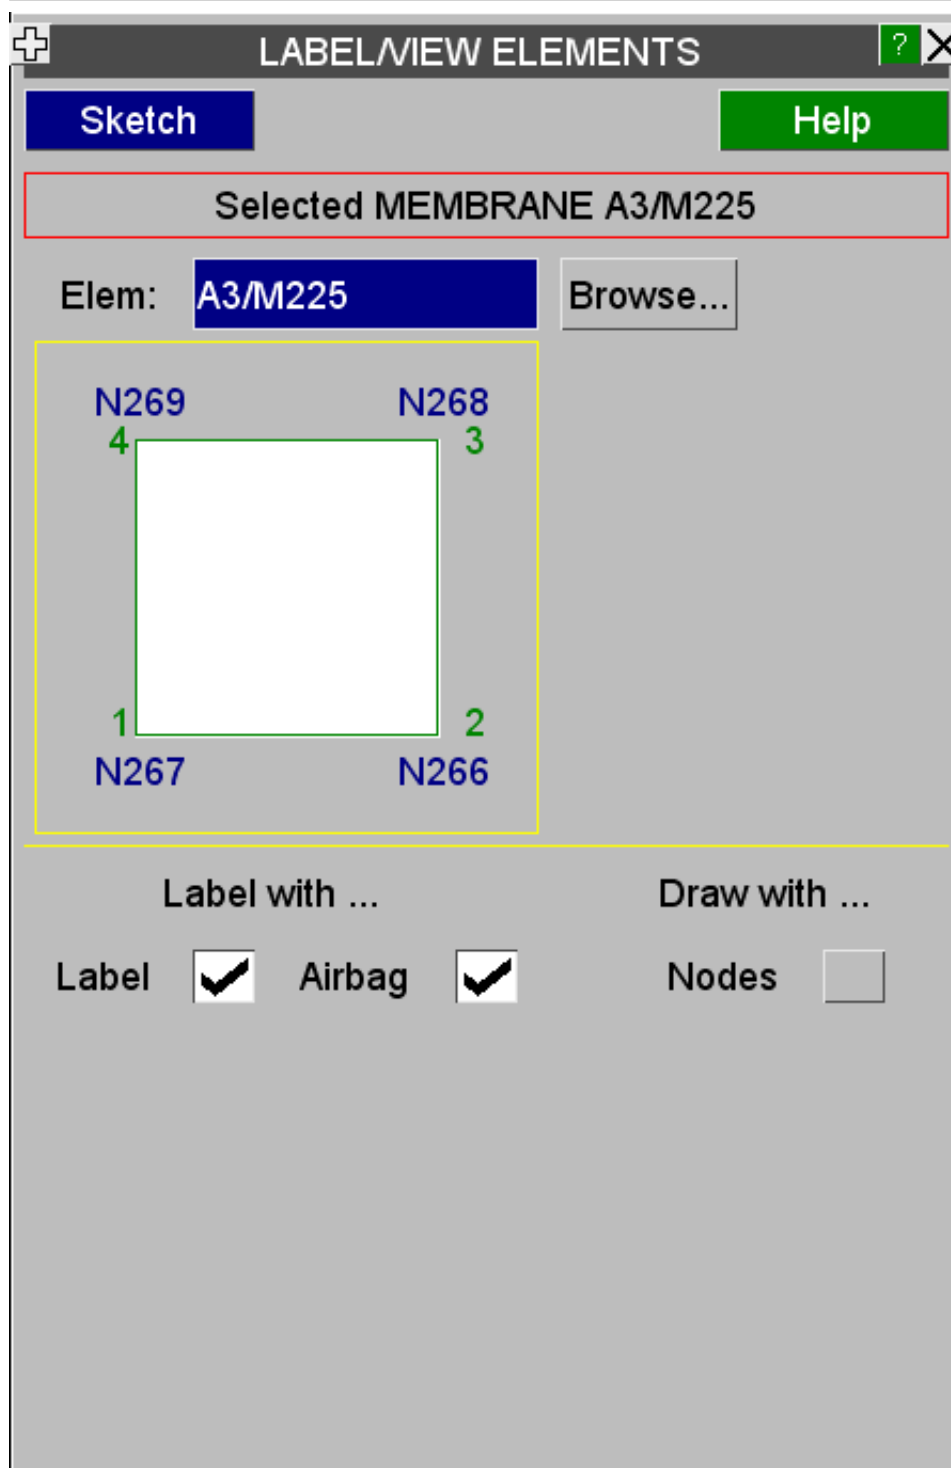 LABEL/VIEW ELEMENTS ? X
Sketch Help
Selected MEMBRANE A3/M225
Elem: A3/M225 Browse...
N269 N268
4 3
1 2
N267 N266
Label with ... Draw with ...
Label Airbag Nodes